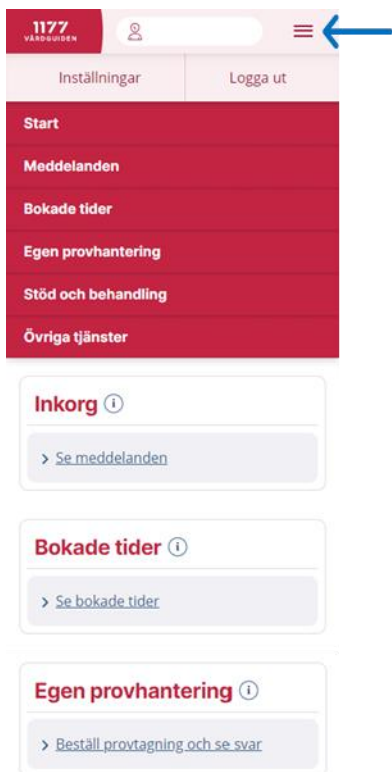 1177
VÅRDGUIDEN
Inställningar
Logga ut
Start
Meddelanden
Bokade tider
Egen provhantering
Stöd och behandling
Övriga tjänster
Inkorg
Se meddelanden
Bokade tider
Se bokade tider
Egen provhantering
Beställ provtagning och se svar